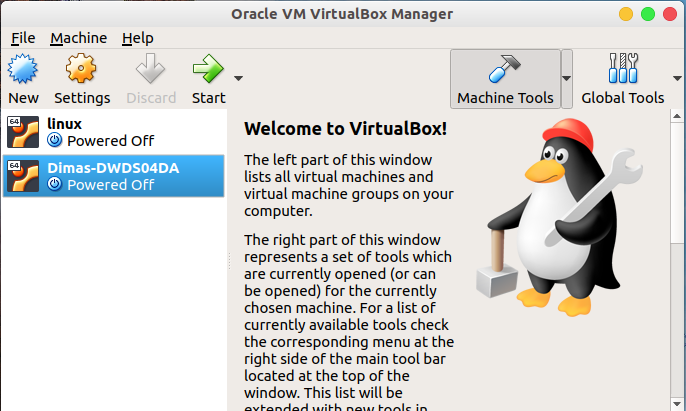 Oracle VM VirtualBox Manager
File Machine Help
New Settings Discard Start Machine Tools Global Tools
64 linux
Powered Off
64 Dimas-DWDS04DA
Powered Off
Welcome to VirtualBox!
The left part of this window
lists all virtual machines and
virtual machine groups on your
computer.
The right part of this window
represents a set of tools which
are currently opened (or can
be opened) for the currently
chosen machine. For a list of
currently available tools check
the corresponding menu at the
right side of the main tool bar
located at the top of the
window. This list will be
extended with new tools in